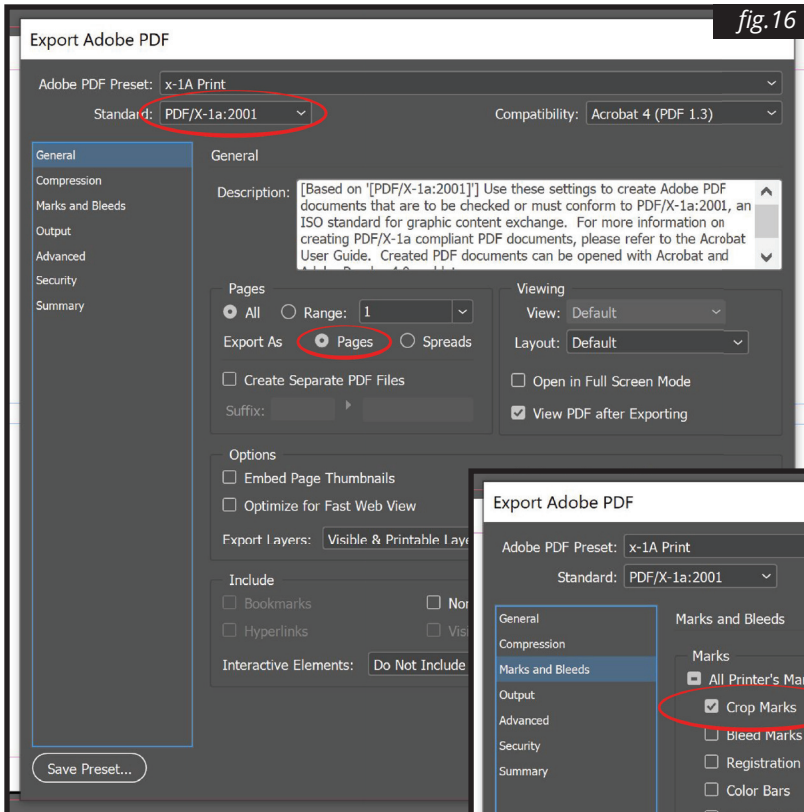 fig.16
Export Adobe PDF
Adobe PDF Preset: x-1A Print
Standard: PDF/X-1a:2001 Compatibility: Acrobat 4 (PDF 1.3)
General
Compression
Marks and Bleeds
Output
Advanced
Security
Summary
General
Description: [Based on '[PDF/X-1a:2001]'] Use these settings to create Adobe PDF
documents that are to be checked or must conform to PDF/X-1a:2001, an
ISO standard for graphic content exchange. For more information on
creating PDF/X-1a compliant PDF documents, please refer to the Acrobat
User Guide. Created PDF documents can be opened with Acrobat and
Pages
All Range: 1
Export As Pages Spreads
Create Separate PDF Files
Suffix:
Viewing
View: Default
Layout: Default
Open in Full Screen Mode
View PDF after Exporting
Options
Embed Page Thumbnails
Optimize for Fast Web View
Export Layers: Visible & Printable Laye
Include
Bookmarks Nor
Hyperlinks Visi
Interactive Elements: Do Not Include
Save Preset...
Export Adobe PDF
Adobe PDF Preset: x-1A Print
Standard: PDF/X-1a:2001
General
Compression
Marks and Bleeds
Output
Advanced
Security
Summary
Marks and Bleeds
Marks
All Printer's Mar
Crop Marks
Bleed Marks
Registration
Color Bars